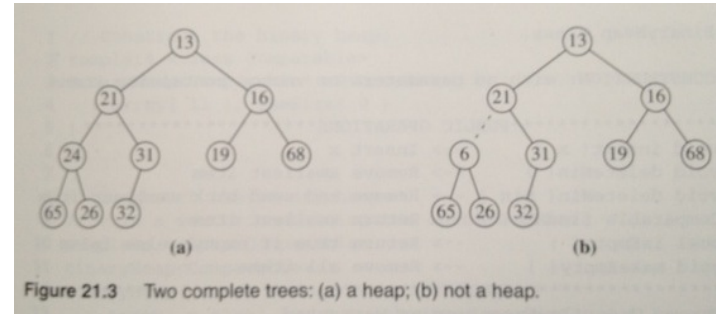 13 13
21 16 21 16
24 31 19 68 6 31 19 68
65 26 32 65 26 32
(a) (b)
Figure 21.3 Two complete trees: (a) a heap; (b) not a heap.